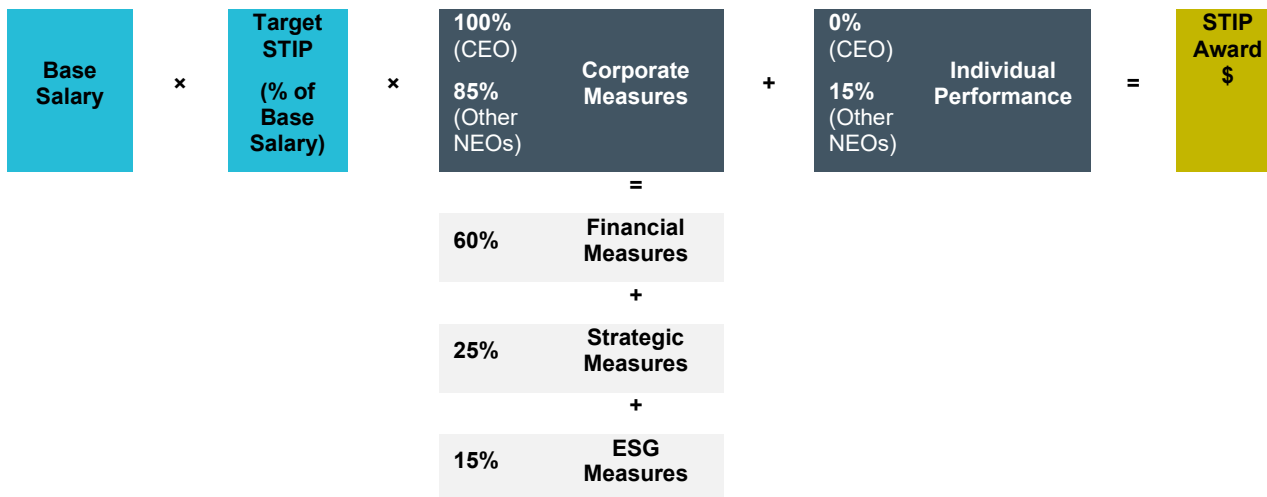 Base
Salary
×
Target
STIP
(% of
Base
Salary)
×
100%
(CEO)
85%
(Other
NEOs)
Corporate
Measures
+
0%
(CEO)
15%
(Other
NEOs)
Individual
Performance
=
STIP
Award
$
=
60%
Financial
Measures
+
25%
Strategic
Measures
+
15%
ESG
Measures